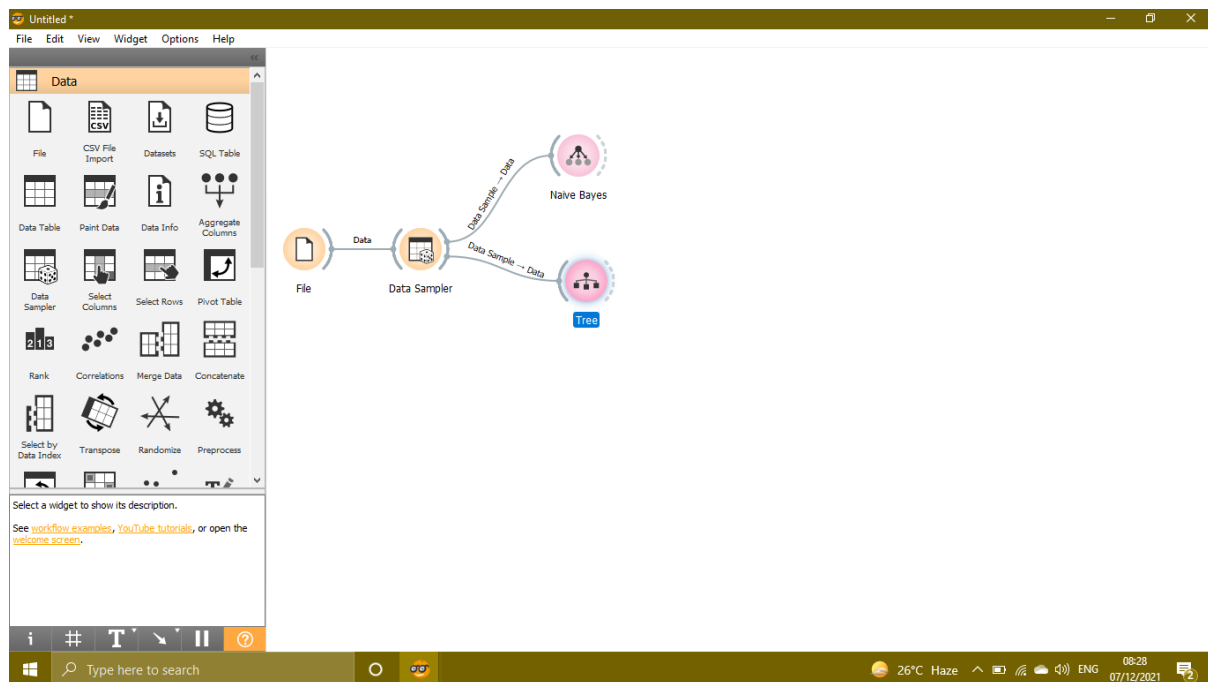 Untitled *
File Edit View Widget Options Help
Data
File
CSV File
Import
Datasets
SQL Table
Data Table
Paint Data
Data Info
Aggregate
Columns
Data
Sampler
Select
Columns
Select Rows
Pivot Table
Rank
Correlations
Merge Data
Concatenate
Select by
Data Index
Transpose
Randomize
Preprocess
Select a widget to show its description.
See workflow examples, YouTube tutorials, or open the
welcome screen.
File
Data
Data Sampler
Data Sample → Data
Naive Bayes
Data Sample → Data
Tree
Type here to search
26°C Haze
ENG
08:28
07/12/2021
2